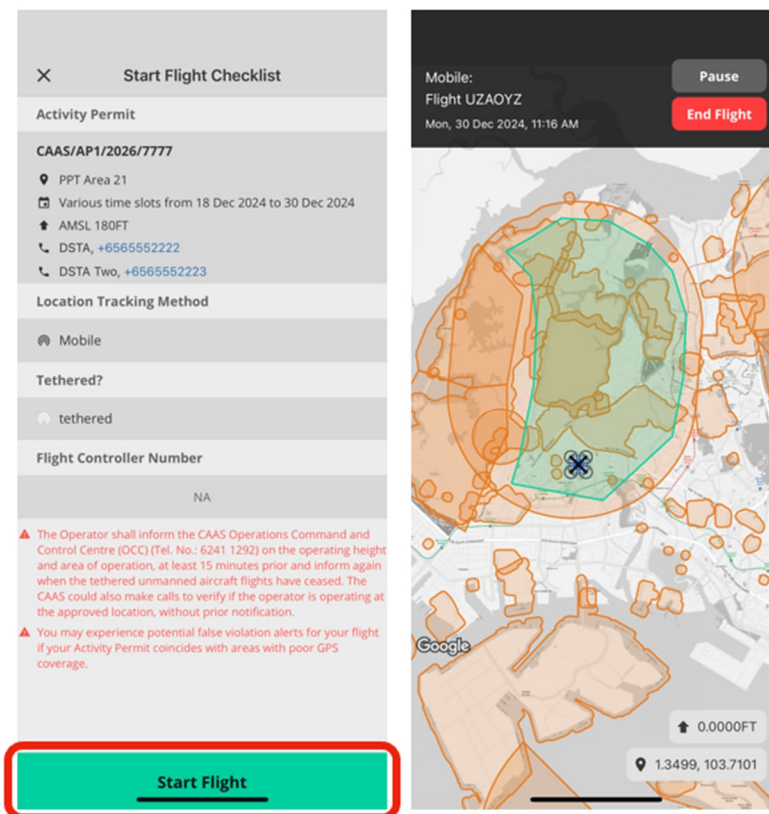 Start Flight Checklist
Activity Permit
CAAS/AP1/2026/7777
PPT Area 21
Various time slots from 18 Dec 2024 to 30 Dec 2024
AMSL 180FT
DSTA, +6565552222
DSTA Two, +6565552223
Location Tracking Method
Mobile
Tethered?
tethered
Flight Controller Number
NA
The Operator shall inform the CAAS Operations Command and
Control Centre (OCC) (Tel. No.: 6241 1292) on the operating height
and area of operation, at least 15 minutes prior and inform again
when the tethered unmanned aircraft flights have ceased. The
CAAS could also make calls to verify if the operator is operating at
the approved location, without prior notification.
You may experience potential false violation alerts for your flight
if your Activity Permit coincides with areas with poor GPS
coverage.
Start Flight
Mobile:
Flight UZAOYZ
Mon, 30 Dec 2024, 11:16 AM
Pause
End Flight
Google
0.0000FT
1.3499, 103.7101